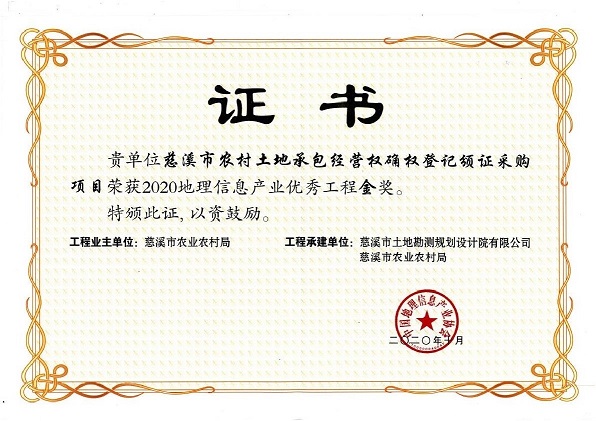 证 书
贵单位慈溪市农村土地承包经营权确权登记颁证采购
项目荣获2020地理信息产业优秀工程金奖。
特颁此证,以资鼓励。
工程业主单位：慈溪市农业农村局
工程承建单位：慈溪市土地勘测规划设计院有限公司
慈溪市农业农村局
中国地理信息产业协会
二〇二〇年十月